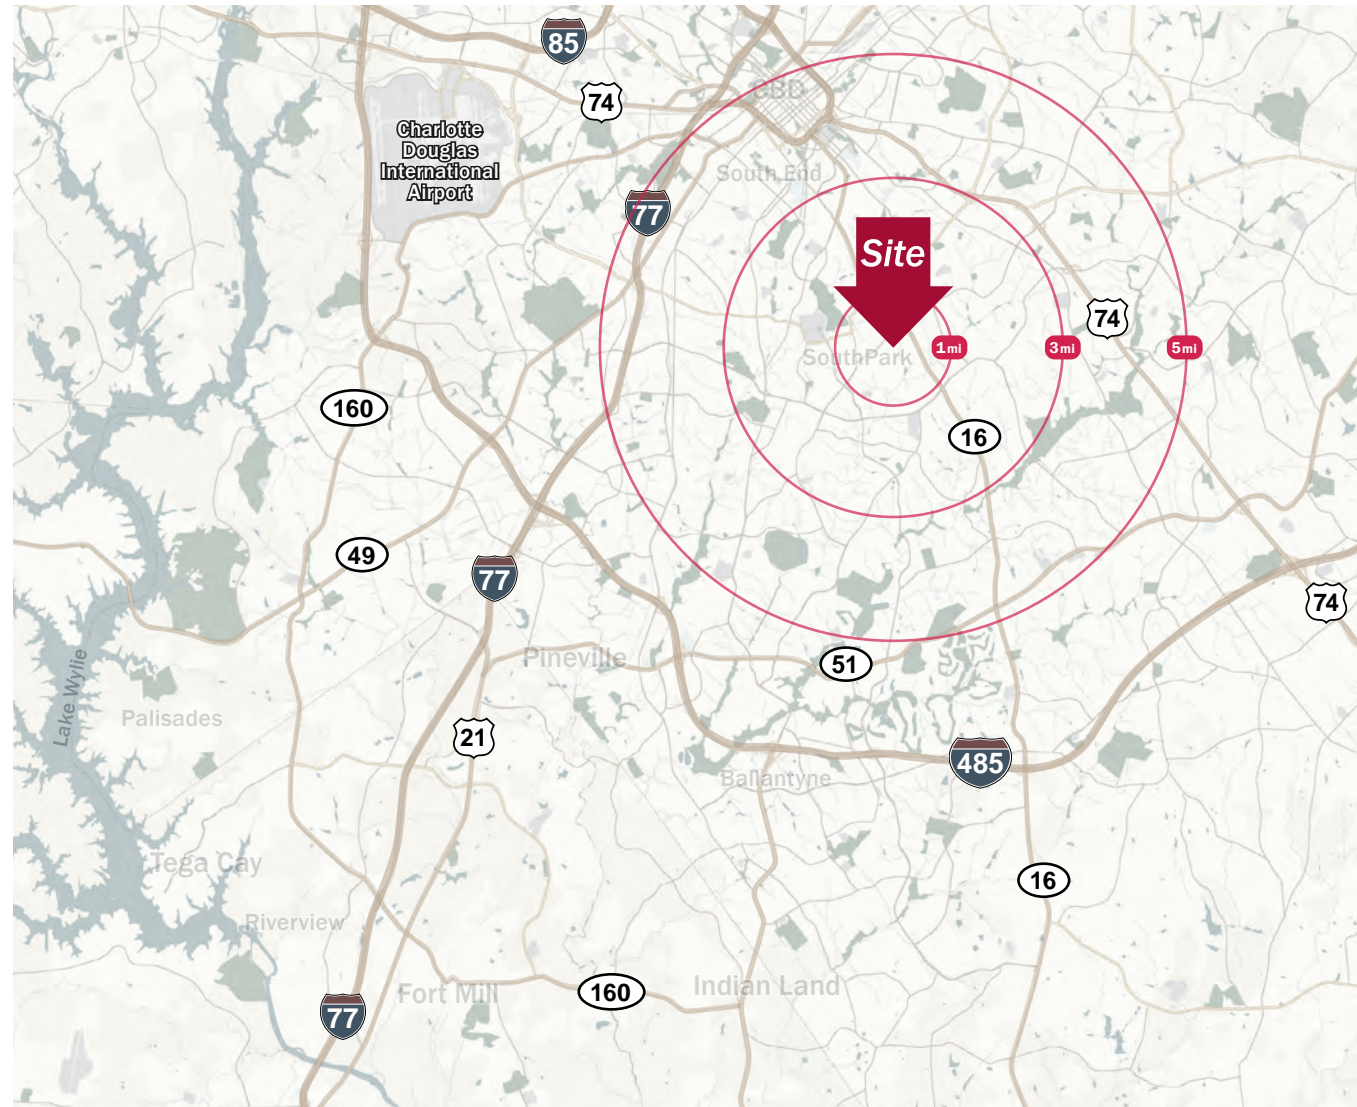 85
CBD
74
Charlotte
Douglas
International
Airport
South End
77
Site
74
SouthPark
1mi
3mi
5mi
160
16
49
77
74
Pineville
51
Lake Wylie
Palisades
21
485
Ballantyne
Tega Cay
16
Riverview
Fort Mill
160
Indian Land
77